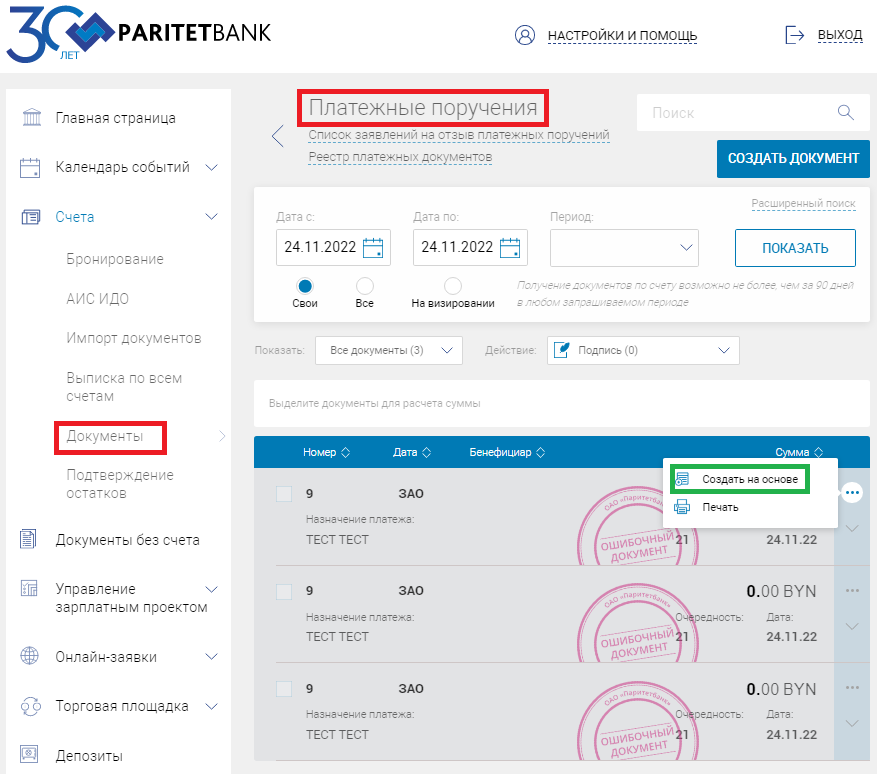 30 ЛЕТ PARITETBANK
НАСТРОЙКИ И ПОМОЩЬ
ВЫХОД
Главная страница
Календарь событий
Счета
Бронирование
АИС ИДО
Импорт документов
Выписка по всем
счетам
Документы
Подтверждение
остатков
Документы без счета
Управление
зарплатным проектом
Онлайн-заявки
Торговая площадка
Депозиты
Платежные поручения
Список заявлений на отзыв платежных поручений
Реестр платежных документов
Поиск
СОЗДАТЬ ДОКУМЕНТ
Расширенный поиск
Дата с: Дата по: Период:
24.11.2022 24.11.2022 ПОКАЗАТЬ
Свои Все На визировании
Получение документов по счету возможно не более, чем за 90 дней
в любом запрашиваемом периоде
Показать: Все документы (3) Действие: Подпись (0)
Выделите документы для расчета суммы
Номер Дата Бенефициар Сумма
Создать на основе
Печать
9 ЗАО
Назначение платежа:
ТЕСТ ТЕСТ 21 24.11.22
ОАО «Паритетбанк»
ОШИБОЧНЫЙ
ДОКУМЕНТ
9 ЗАО 0.00 BYN
Назначение платежа: Очередность: Дата:
ТЕСТ ТЕСТ 21 24.11.22
ОАО «Паритетбанк»
ОШИБОЧНЫЙ
ДОКУМЕНТ
9 ЗАО 0.00 BYN
Назначение платежа: Очередность: Дата:
ТЕСТ ТЕСТ 21 24.11.22
ОАО «Паритетбанк»
ОШИБОЧНЫЙ
ДОКУМЕНТ